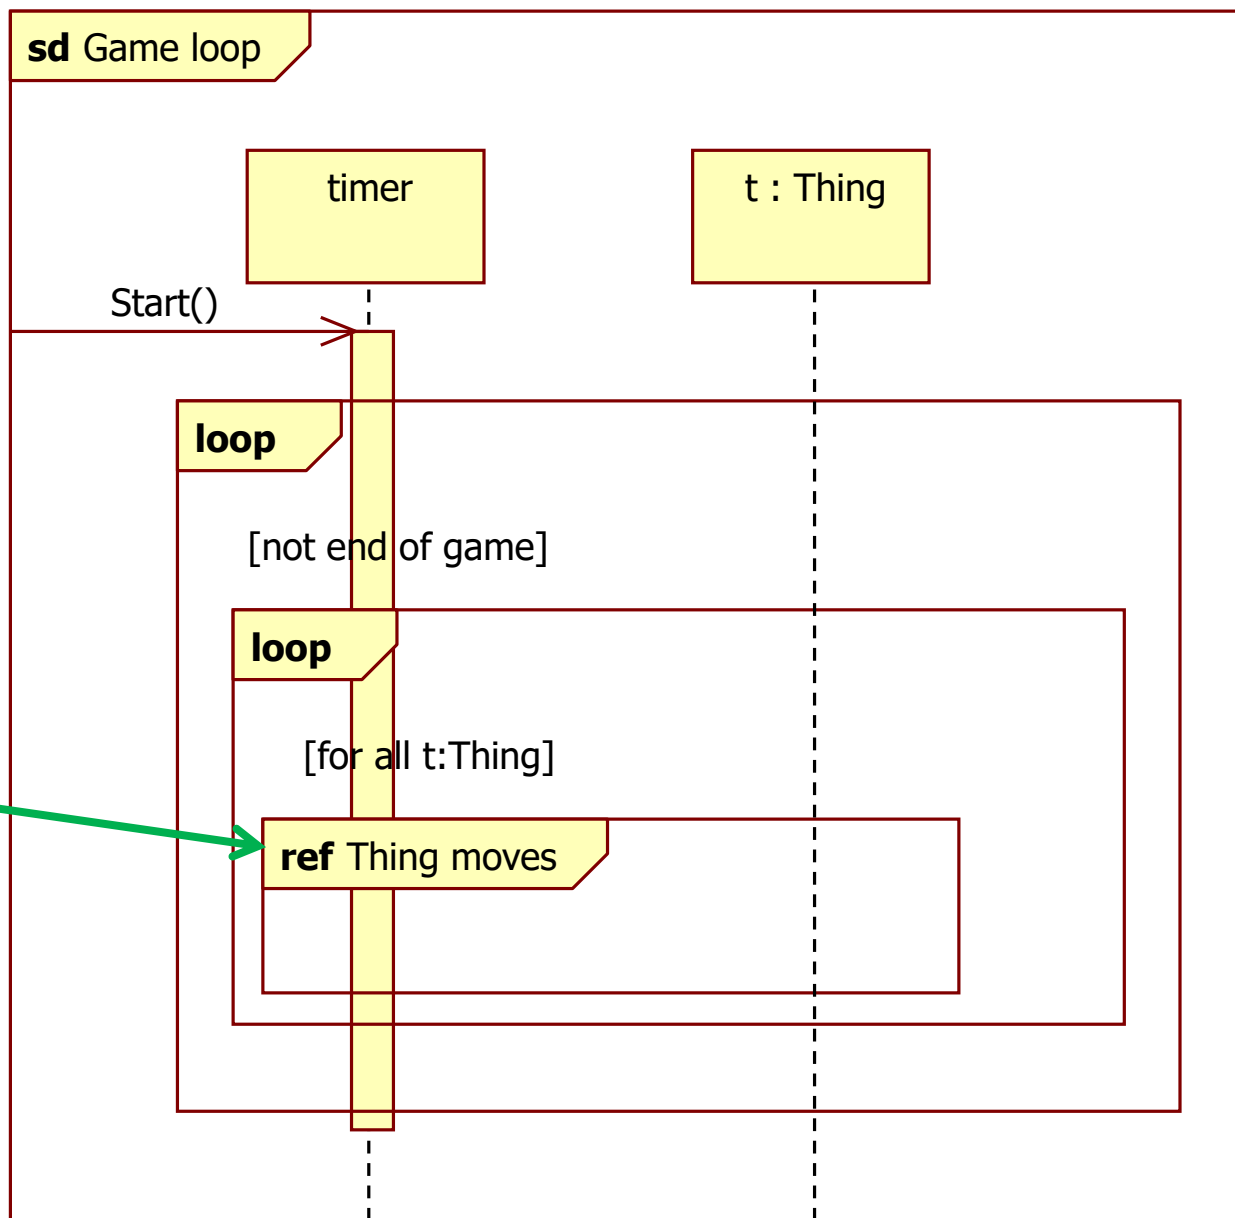 sd Game loop
timer
t : Thing
Start()
loop
[not end of game]
loop
[for all t:Thing]
ref Thing moves